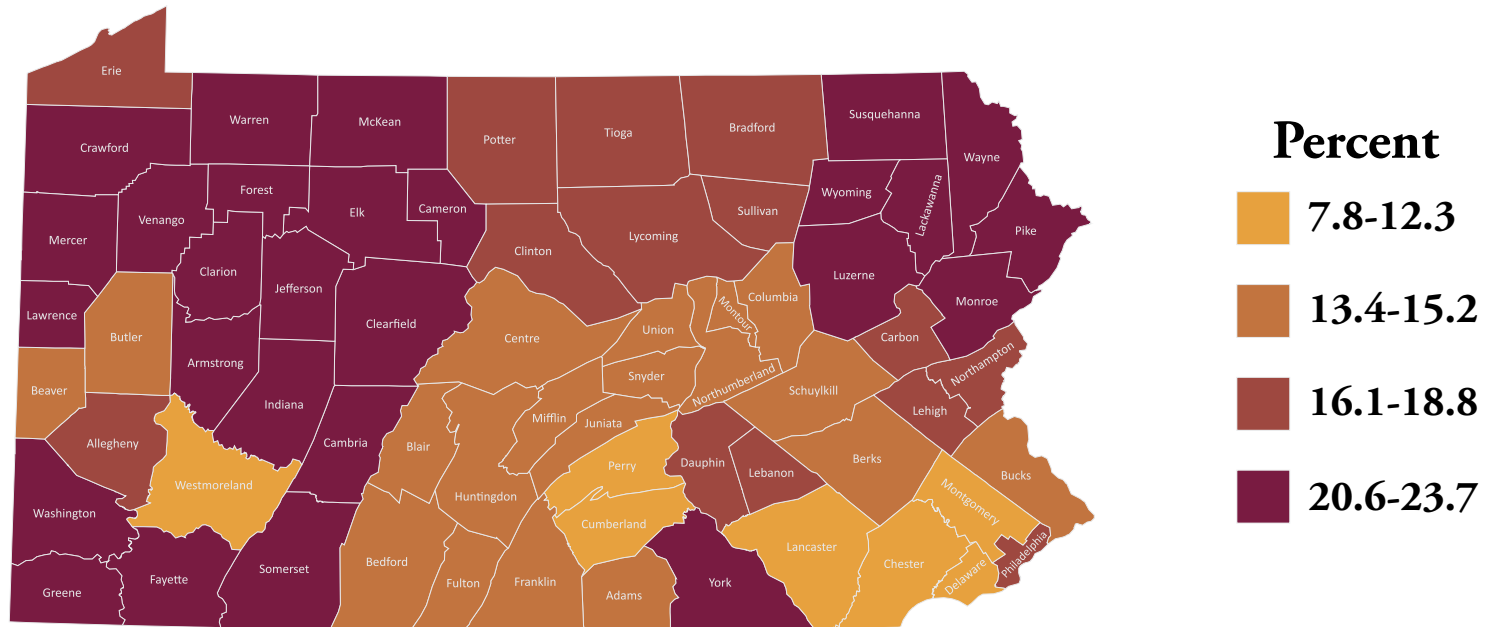 Erie
Warren
McKean
Potter
Tioga
Bradford
Susquehanna
Wayne
Crawford
Forest
Elk
Cameron
Wyoming
Lackawanna
Venango
Sullivan
Pike
Mercer
Clinton
Lycoming
Clarion
Jefferson
Luzerne
Monroe
Lawrence
Clearfield
Columbia
Montour
Butler
Centre
Union
Carbon
Armstrong
Northampton
Beaver
Snyder
Northumberland
Schuylkill
Indiana
Mifflin
Juniata
Lehigh
Allegheny
Cambria
Blair
Perry
Dauphin
Lebanon
Berks
Bucks
Westmoreland
Huntingdon
Montgomery
Washington
Cumberland
Lancaster
Philadelphia
Bedford
Chester
Delaware
Greene
Fayette
Somerset
Fulton
Franklin
Adams
York
Percent
7.8-12.3
13.4-15.2
16.1-18.8
20.6-23.7